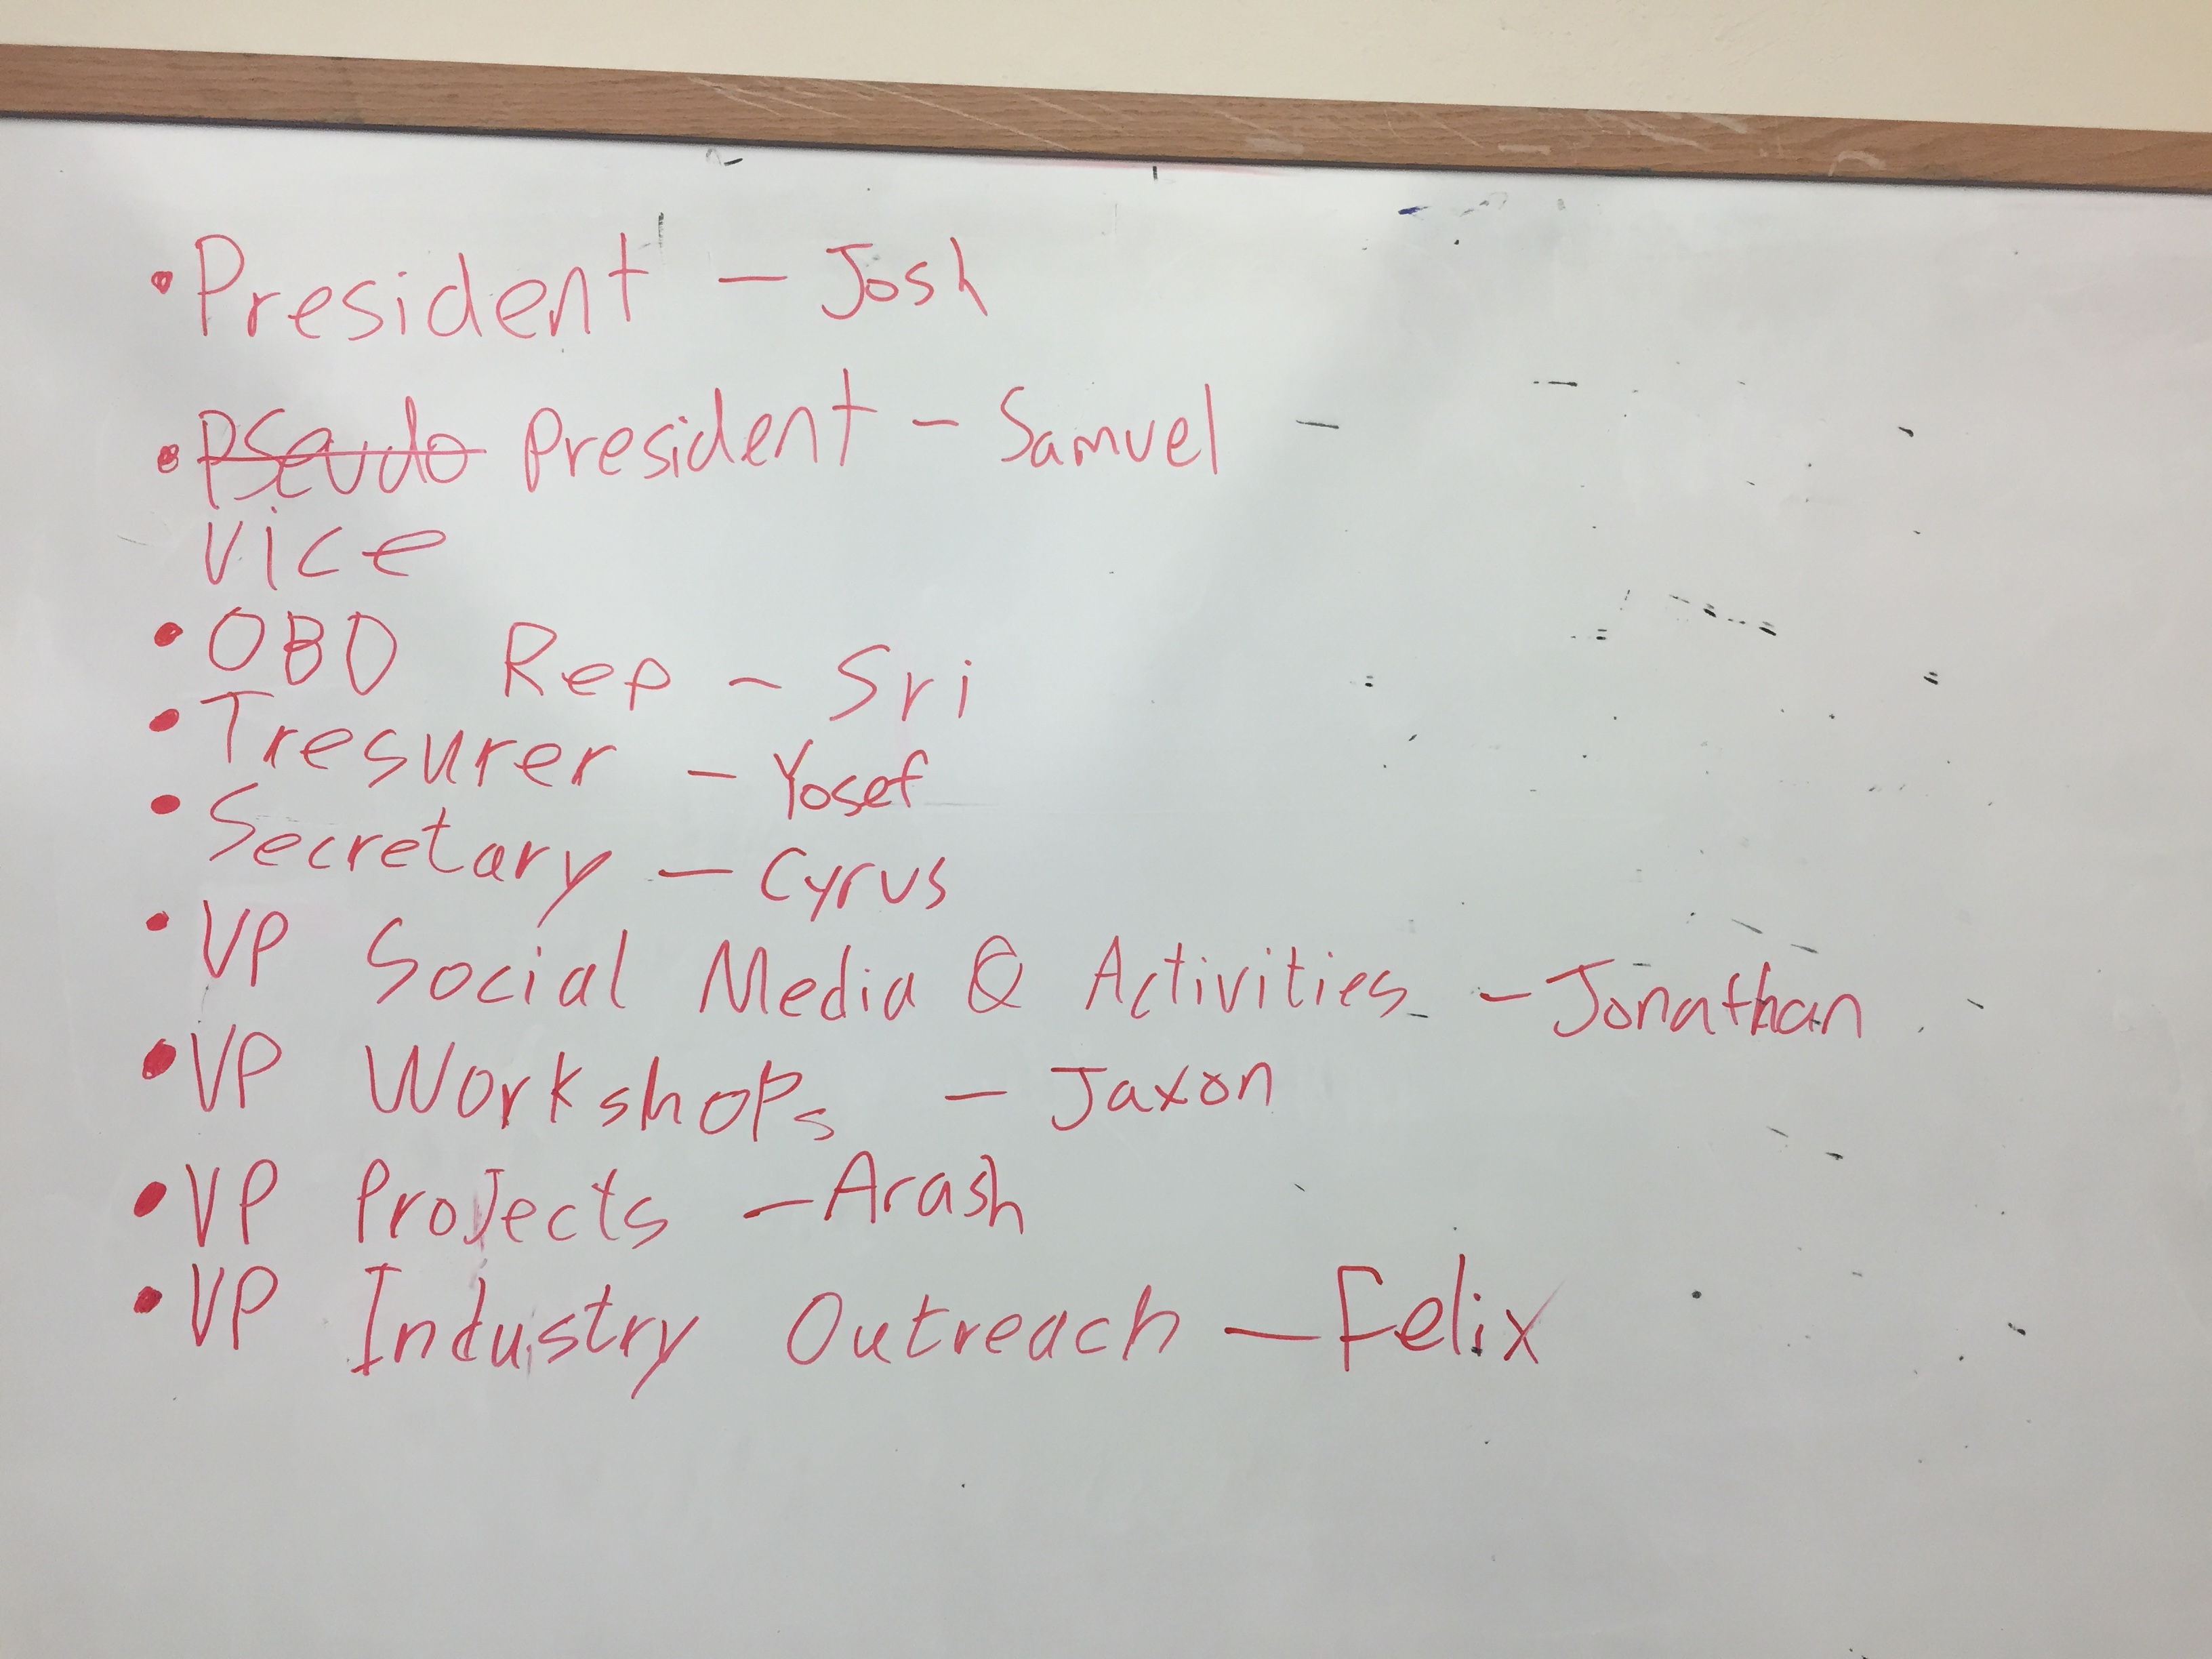 • President - Josh
• Pseudo President - Samuel
Vice
• OBD Rep - Sri
• Tresurer - Yosef
• Secretary - Cyrus
• VP Social Media & Activities - Jonathan
• VP Workshops - Jaxon
• VP Projects - Arash
• VP Industry Outreach - Felix